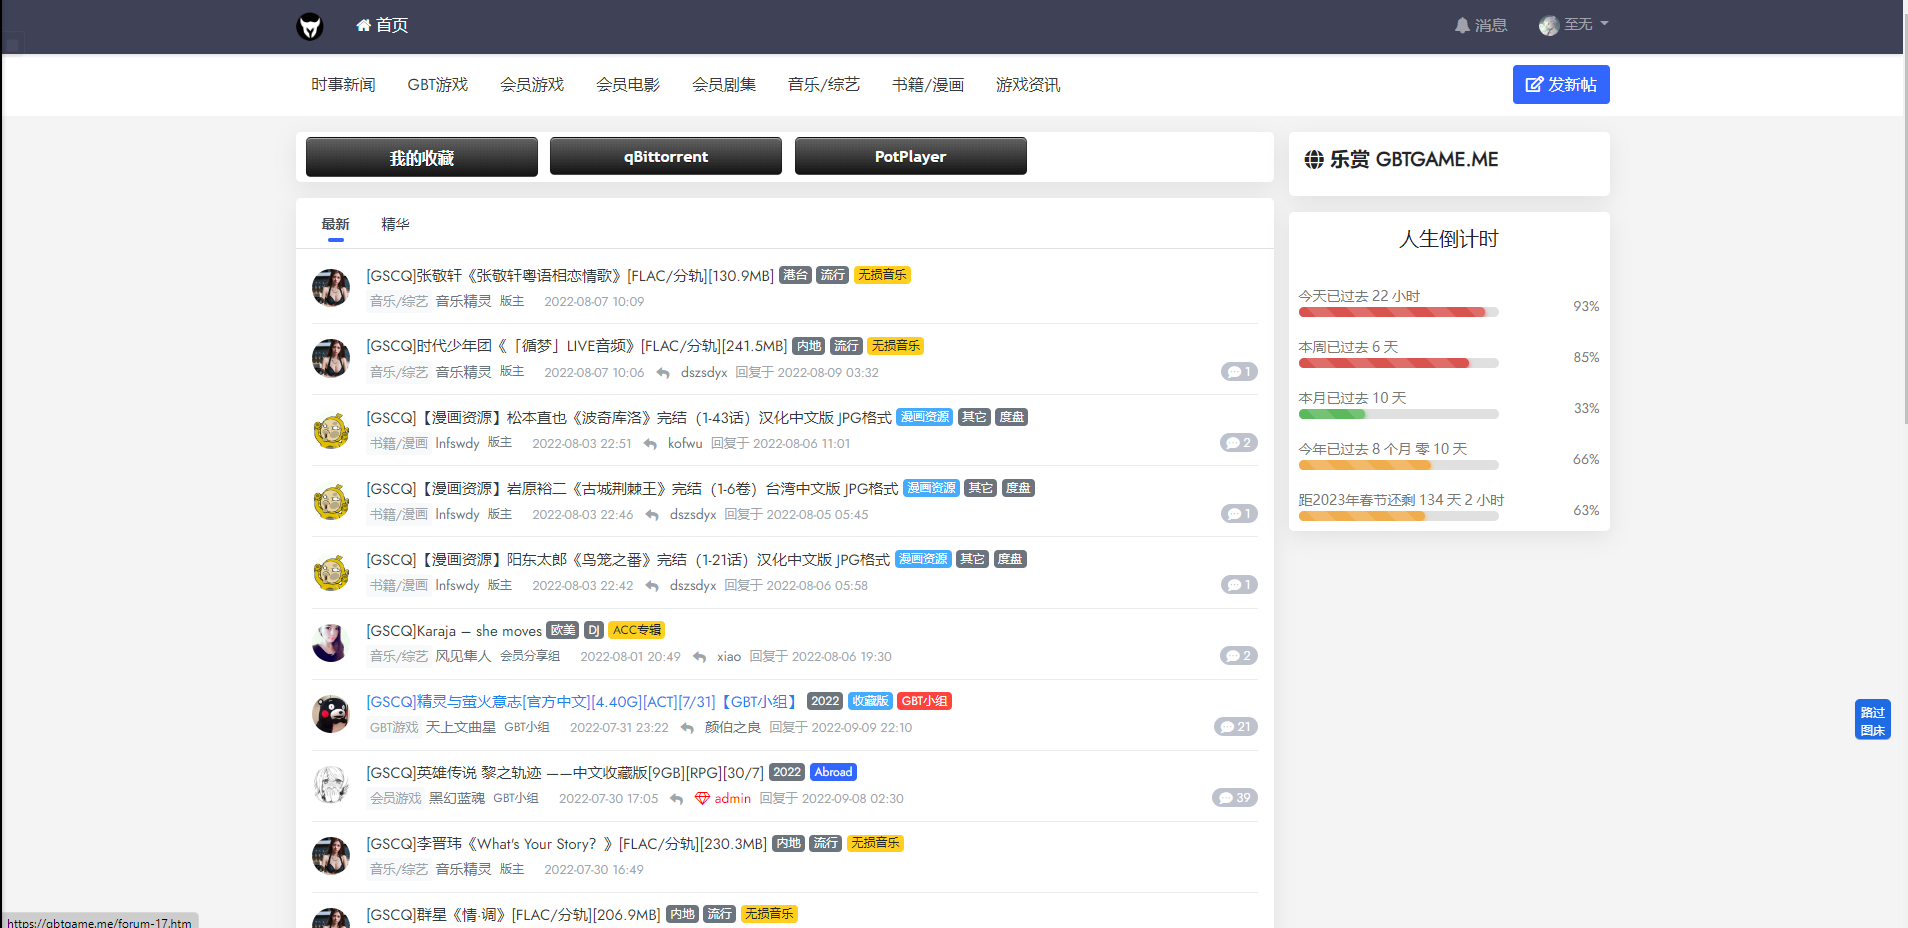 首页
消息
至无
时事新闻 GBT游戏 会员游戏 会员电影 会员剧集 音乐/综艺 书籍/漫画 游戏资讯
发新帖
我的收藏 qBittorrent PotPlayer
最新 精华
[GSCQ]张敬轩《张敬轩粤语相恋情歌》[FLAC/分轨][130.9MB] 港台 流行 无损音乐
音乐/综艺 音乐精灵 版主 2022-08-07 10:09
[GSCQ]时代少年团《「循梦」LIVE音频》[FLAC/分轨][241.5MB] 内地 流行 无损音乐
音乐/综艺 音乐精灵 版主 2022-08-07 10:06 dszsdyx 回复于 2022-08-09 03:32 1
[GSCQ]【漫画资源】松本直也《波奇库洛》完结（1-43话）汉化中文版 JPG格式 漫画资源 其它 度盘
书籍/漫画 lnfswdy 版主 2022-08-03 22:51 kofwu 回复于 2022-08-06 11:01 2
[GSCQ]【漫画资源】岩原裕二《古城荆棘王》完结（1-6卷）台湾中文版 JPG格式 漫画资源 其它 度盘
书籍/漫画 lnfswdy 版主 2022-08-03 22:46 dszsdyx 回复于 2022-08-05 05:45 1
[GSCQ]【漫画资源】阳东太郎《鸟笼之番》完结（1-21话）汉化中文版 JPG格式 漫画资源 其它 度盘
书籍/漫画 lnfswdy 版主 2022-08-03 22:42 dszsdyx 回复于 2022-08-06 05:58 1
[GSCQ]Karaja – she moves 欧美 DJ ACC专辑
音乐/综艺 风见隼人 会员分享组 2022-08-01 20:49 xiao 回复于 2022-08-06 19:30 2
[GSCQ]精灵与萤火意志[官方中文][4.40G][ACT][7/31]【GBT小组】 2022 收藏版 GBT小组
GBT游戏 天上文曲星 GBT小组 2022-07-31 23:22 颜伯之良 回复于 2022-09-09 22:10 21
[GSCQ]英雄传说 黎之轨迹 ——中文收藏版[9GB][RPG][30/7] 2022 Abroad
会员游戏 黑幻蓝魂 GBT小组 2022-07-30 17:05 admin 回复于 2022-09-08 02:30 39
[GSCQ]李晋玮《What's Your Story? 》[FLAC/分轨][230.3MB] 内地 流行 无损音乐
音乐/综艺 音乐精灵 版主 2022-07-30 16:49
[GSCQ]群星《情·调》[FLAC/分轨][206.9MB] 内地 流行 无损音乐
乐赏 GBTGAME.ME
人生倒计时
今天已过去 22 小时
93%
本周已过去 6 天
85%
本月已过去 10 天
33%
今年已过去 8 个月 零 10 天
66%
距2023年春节还剩 134 天 2 小时
63%
路过
图床
https://gbtgame.me/forum-17.htm